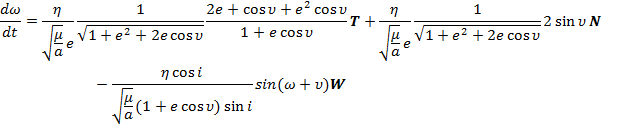 dω/dt = η/(√(μ/a) e) 1/√(1 + e² + 2e cos υ) (2e + cos υ + e² cos υ)/(1 + e cos υ) T + η/(√(μ/a) e) 1/√(1 + e² + 2e cos υ) 2 sin υ N
− η cos i/(√(μ/a)(1 + e cos υ) sin i) sin(ω + υ)W